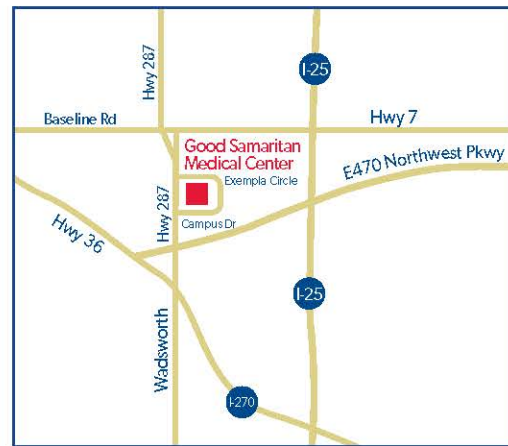 Hwy 287
I-25
Baseline Rd
Hwy 7
Good Samaritan
Medical Center
Exempla Circle
E470 Northwest Pkwy
Hwy 287
Campus Dr
Hwy 36
I-25
Wadsworth
I-270